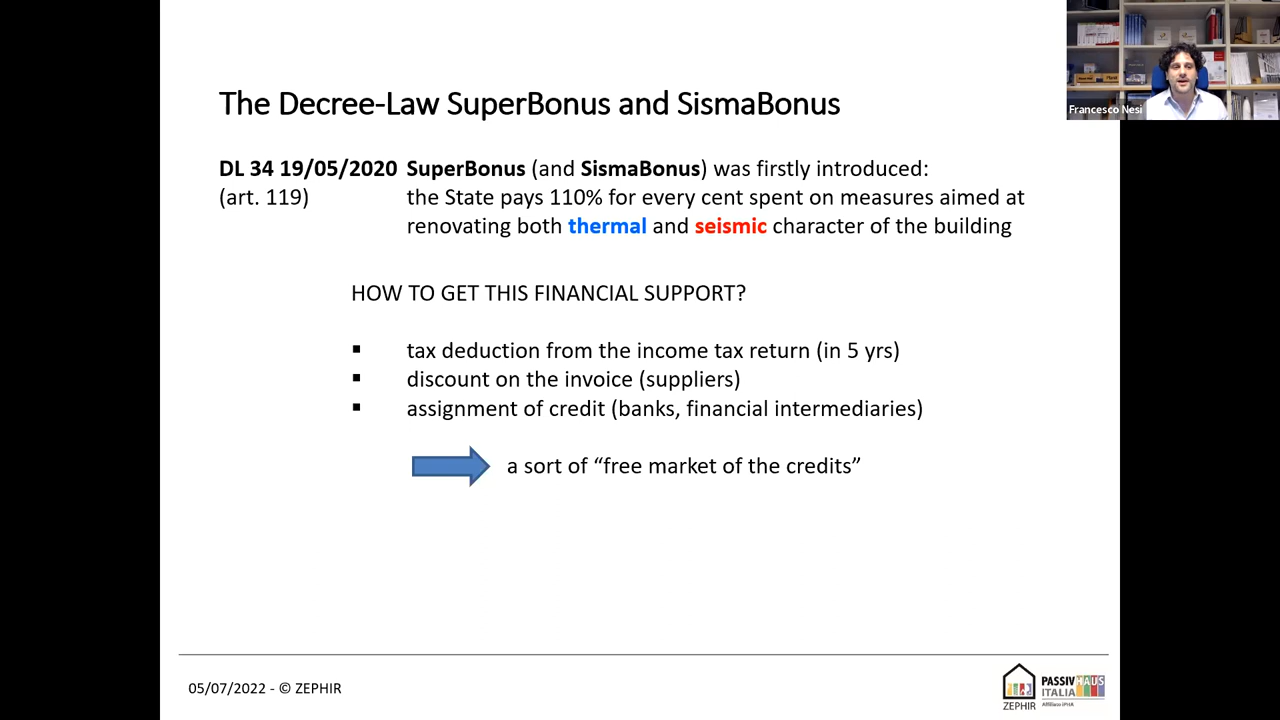 Francesco Nesi
The Decree-Law SuperBonus and SismaBonus
DL 34 19/05/2020 SuperBonus (and SismaBonus) was firstly introduced:
(art. 119) the State pays 110% for every cent spent on measures aimed at
renovating both thermal and seismic character of the building
HOW TO GET THIS FINANCIAL SUPPORT?
▪ tax deduction from the income tax return (in 5 yrs)
▪ discount on the invoice (suppliers)
▪ assignment of credit (banks, financial intermediaries)
a sort of “free market of the credits”
05/07/2022 - © ZEPHIR
ZEPHIR
PASSIVHAUS
ITALIA
Affiliato iPHA